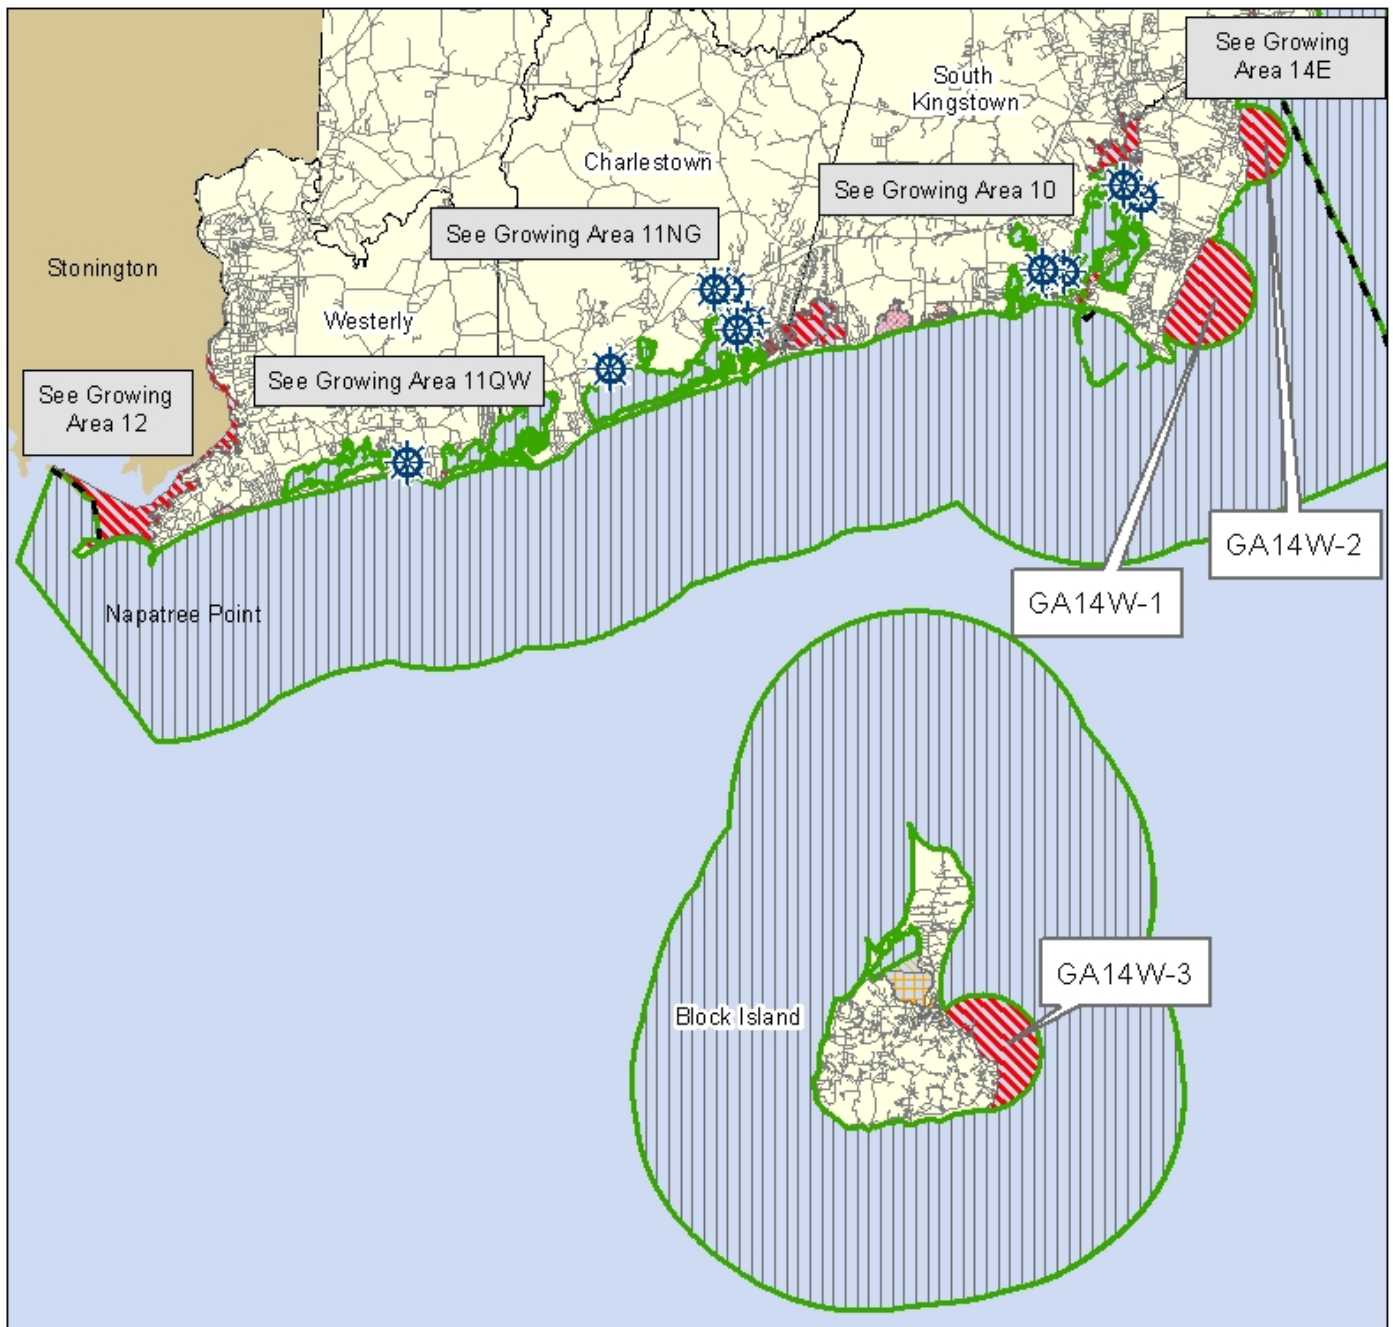 See Growing
Area 14E
South
Kingstown
Charlestown
See Growing Area 10
See Growing Area 11NG
Stonington
Westerly
See Growing Area 11QW
See Growing
Area 12
GA14W-2
GA14W-1
Napatree Point
GA14W-3
Block Island